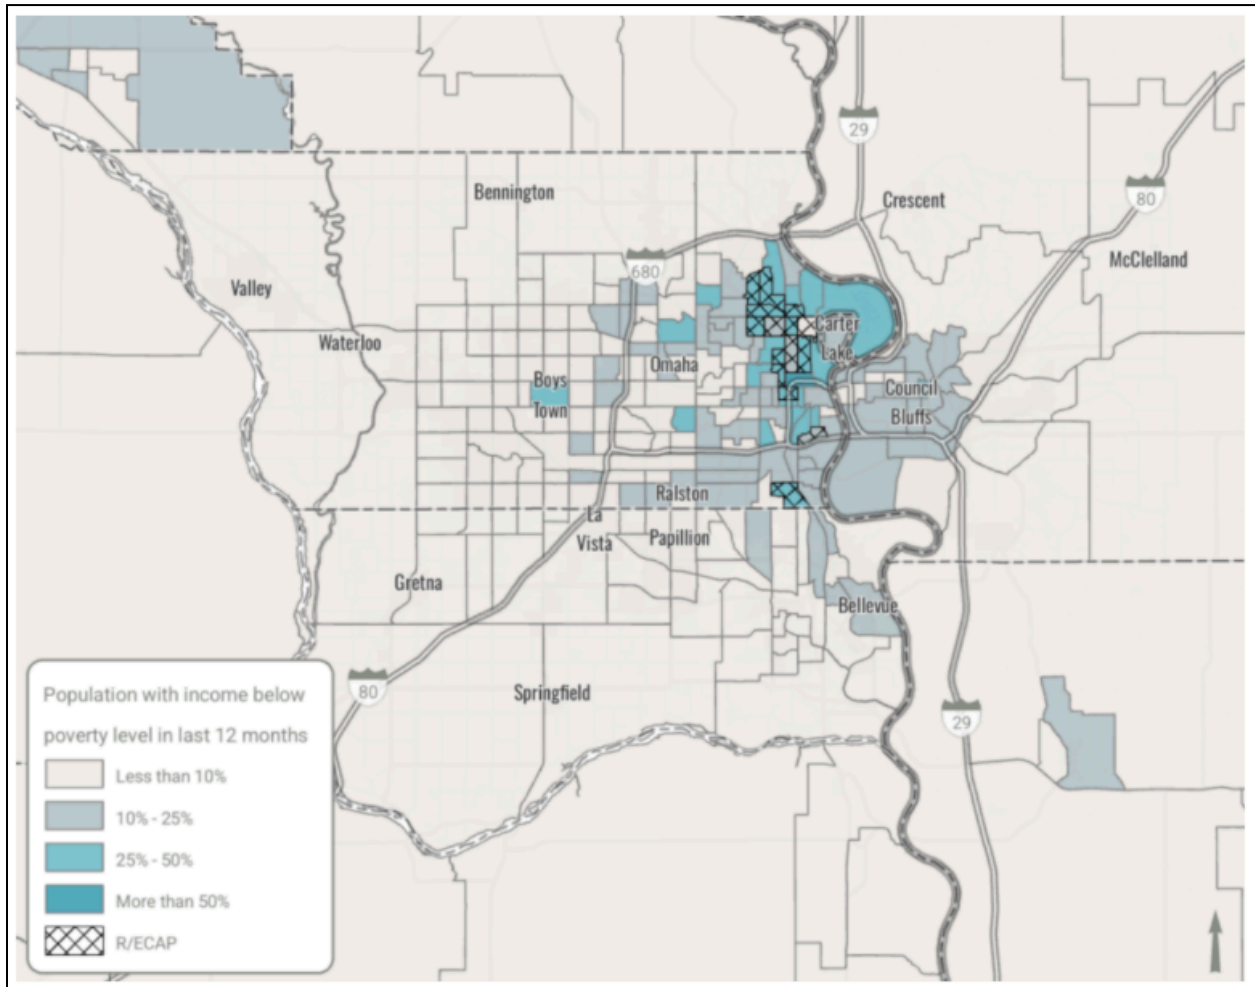 29
80
Bennington
Crescent
McClelland
680
Valley
Carter
Lake
Waterloo
Omaha
Boys
Town
Council
Bluffs
Ralston
La
Vista
Papillion
Gretna
Bellevue
80
Springfield
29
Population with income below
poverty level in last 12 months
Less than 10%
10% - 25%
25% - 50%
More than 50%
R/ECAP